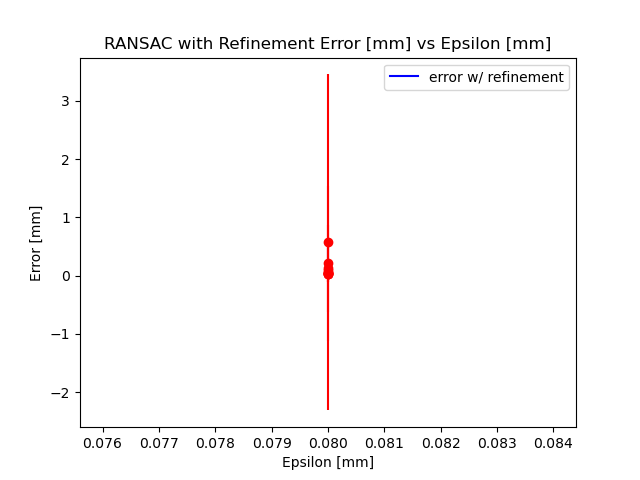 RANSAC with Refinement Error [mm] vs Epsilon [mm]
error w/ refinement
3
2
1
0
−1
−2
Error [mm]
0.076 0.077 0.078 0.079 0.080 0.081 0.082 0.083 0.084
Epsilon [mm]